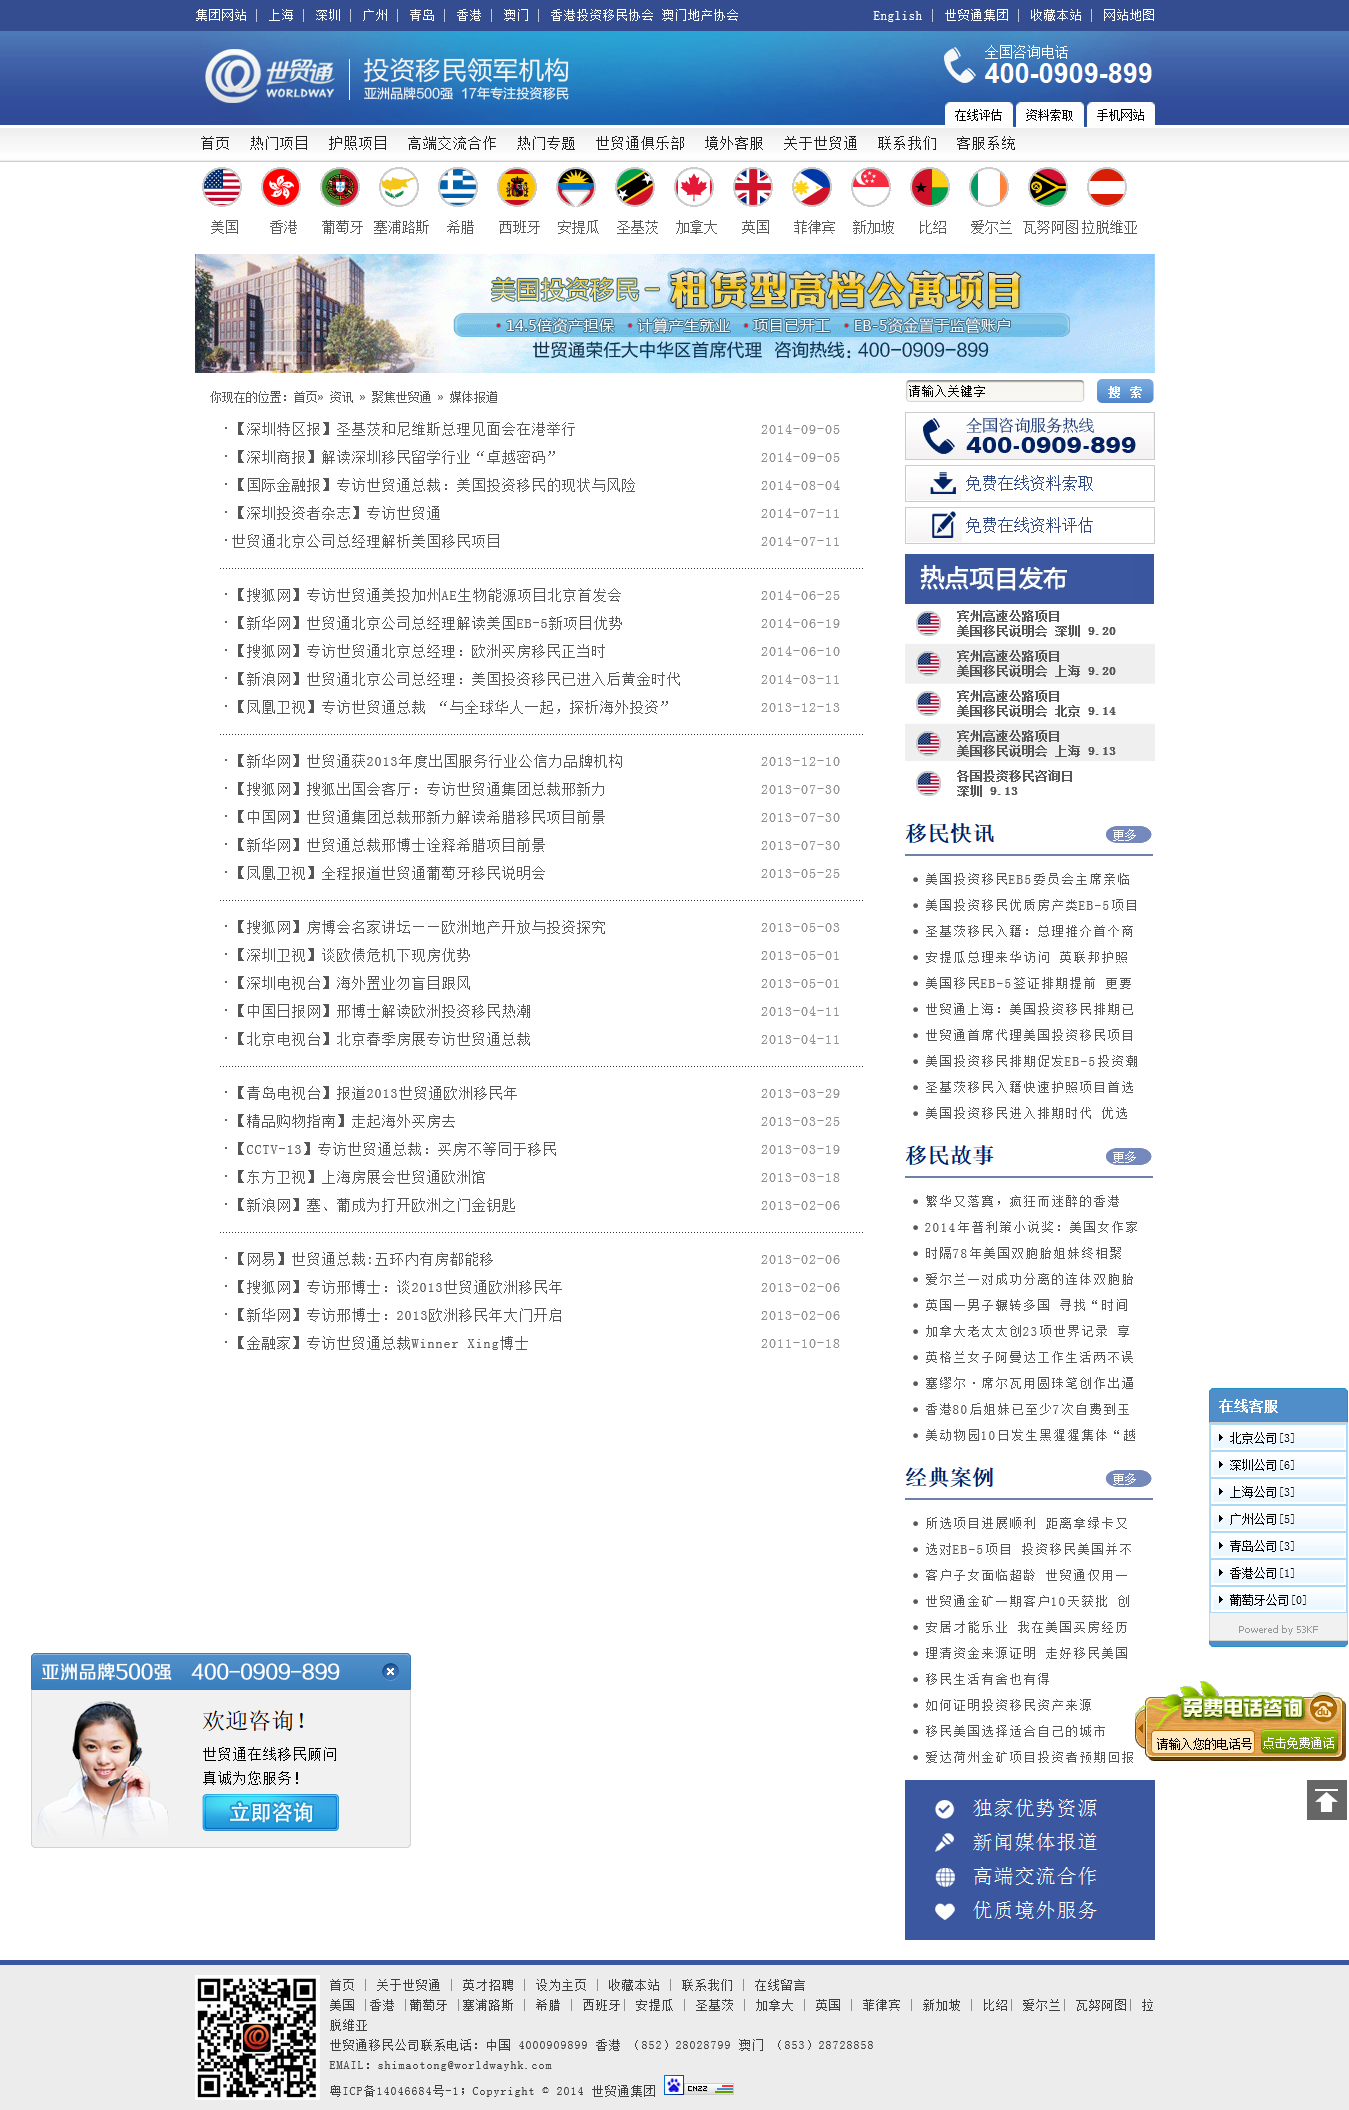 集团网站 | 上海 | 深圳 | 广州 | 青岛 | 香港 | 澳门 | 香港投资移民协会 澳门地产协会
English | 世贸通集团 | 收藏本站 | 网站地图
世贸通 WORLDWAY
投资移民领军机构
亚洲品牌500强 17年专注投资移民
全国咨询电话
400-0909-899
在线评估 资料索取 手机网站
首页 热门项目 护照项目 高端交流合作 热门专题 世贸通俱乐部 境外客服 关于世贸通 联系我们 客服系统
美国 香港 葡萄牙 塞浦路斯 希腊 西班牙 安提瓜 圣基茨 加拿大 英国 菲律宾 新加坡 比绍 爱尔兰 瓦努阿图 拉脱维亚
美国投资移民-租赁型高档公寓项目
•14.5倍资产担保 •计算产生就业 •项目已开工 •EB-5资金置于监管账户
世贸通荣任大中华区首席代理 咨询热线：400-0909-899
你现在的位置：首页» 资讯 » 聚焦世贸通 » 媒体报道
·【深圳特区报】圣基茨和尼维斯总理见面会在港举行 2014-09-05
·【深圳商报】解读深圳移民留学行业“卓越密码” 2014-09-05
·【国际金融报】专访世贸通总裁：美国投资移民的现状与风险 2014-08-04
·【深圳投资者杂志】专访世贸通 2014-07-11
·世贸通北京公司总经理解析美国移民项目 2014-07-11
·【搜狐网】专访世贸通美投加州AE生物能源项目北京首发会 2014-06-25
·【新华网】世贸通北京公司总经理解读美国EB-5新项目优势 2014-06-19
·【搜狐网】专访世贸通北京总经理：欧洲买房移民正当时 2014-06-10
·【新浪网】世贸通北京公司总经理：美国投资移民已进入后黄金时代 2014-03-11
·【凤凰卫视】专访世贸通总裁 “与全球华人一起，探析海外投资” 2013-12-13
·【新华网】世贸通获2013年度出国服务行业公信力品牌机构 2013-12-10
·【搜狐网】搜狐出国会客厅：专访世贸通集团总裁邢新力 2013-07-30
·【中国网】世贸通集团总裁邢新力解读希腊移民项目前景 2013-07-30
·【新华网】世贸通总裁邢博士诠释希腊项目前景 2013-07-30
·【凤凰卫视】全程报道世贸通葡萄牙移民说明会 2013-05-25
·【搜狐网】房博会名家讲坛——欧洲地产开放与投资探究 2013-05-03
·【深圳卫视】谈欧债危机下现房优势 2013-05-01
·【深圳电视台】海外置业勿盲目跟风 2013-05-01
·【中国日报网】邢博士解读欧洲投资移民热潮 2013-04-11
·【北京电视台】北京春季房展专访世贸通总裁 2013-04-11
·【青岛电视台】报道2013世贸通欧洲移民年 2013-03-29
·【精品购物指南】走起海外买房去 2013-03-25
·【CCTV-13】专访世贸通总裁：买房不等同于移民 2013-03-19
·【东方卫视】上海房展会世贸通欧洲馆 2013-03-18
·【新浪网】塞、葡成为打开欧洲之门金钥匙 2013-02-06
·【网易】世贸通总裁:五环内有房都能移 2013-02-06
·【搜狐网】专访邢博士：谈2013世贸通欧洲移民年 2013-02-06
·【新华网】专访邢博士：2013欧洲移民年大门开启 2013-02-06
·【金融家】专访世贸通总裁Winner Xing博士 2011-10-18
请输入关键字 搜 索
全国咨询服务热线
400-0909-899
免费在线资料索取
免费在线资料评估
热点项目发布
宾州高速公路项目
美国移民说明会 深圳 9.20
宾州高速公路项目
美国移民说明会 上海 9.20
宾州高速公路项目
美国移民说明会 北京 9.14
宾州高速公路项目
美国移民说明会 上海 9.13
各国投资移民咨询日
深圳 9.13
移民快讯 更多
• 美国投资移民EB5委员会主席亲临
• 美国投资移民优质房产类EB-5项目
• 圣基茨移民入籍：总理推介首个商
• 安提瓜总理来华访问 英联邦护照
• 美国移民EB-5签证排期提前 更要
• 世贸通上海：美国投资移民排期已
• 世贸通首席代理美国投资移民项目
• 美国投资移民排期促发EB-5投资潮
• 圣基茨移民入籍快速护照项目首选
• 美国投资移民进入排期时代 优选
移民故事 更多
• 繁华又落寞，疯狂而迷醉的香港
• 2014年普利策小说奖：美国女作家
• 时隔78年美国双胞胎姐妹终相聚
• 爱尔兰一对成功分离的连体双胞胎
• 英国一男子辗转多国 寻找“时间
• 加拿大老太太创23项世界记录 享
• 英格兰女子阿曼达工作生活两不误
• 塞缪尔·席尔瓦用圆珠笔创作出逼
• 香港80后姐妹已至少7次自费到玉
• 美动物园10日发生黑猩猩集体“越
经典案例 更多
• 所选项目进展顺利 距离拿绿卡又
• 选对EB-5项目 投资移民美国并不
• 客户子女面临超龄 世贸通仅用一
• 世贸通金矿一期客户10天获批 创
• 安居才能乐业 我在美国买房经历
• 理清资金来源证明 走好移民美国
• 移民生活有舍也有得
• 如何证明投资移民资产来源
• 移民美国选择适合自己的城市
• 爱达荷州金矿项目投资者预期回报
独家优势资源
新闻媒体报道
高端交流合作
优质境外服务
在线客服
北京公司[3]
深圳公司[6]
上海公司[3]
广州公司[5]
青岛公司[3]
香港公司[1]
葡萄牙公司[0]
Powered by 53KF
免费电话咨询
请输入您的电话号 点击免费通话
亚洲品牌500强 400-0909-899
欢迎咨询！
世贸通在线移民顾问
真诚为您服务！
立即咨询
首页 | 关于世贸通 | 英才招聘 | 设为主页 | 收藏本站 | 联系我们 | 在线留言
美国 |香港 |葡萄牙 |塞浦路斯 | 希腊 | 西班牙| 安提瓜 | 圣基茨 | 加拿大 | 英国 | 菲律宾 | 新加坡 | 比绍| 爱尔兰| 瓦努阿图| 拉
脱维亚
世贸通移民公司联系电话：中国 4000909899 香港 （852）28028799 澳门 （853）28728858
EMAIL：shimaotong@worldwayhk.com
粤ICP备14046684号-1；Copyright © 2014 世贸通集团 CNZZ